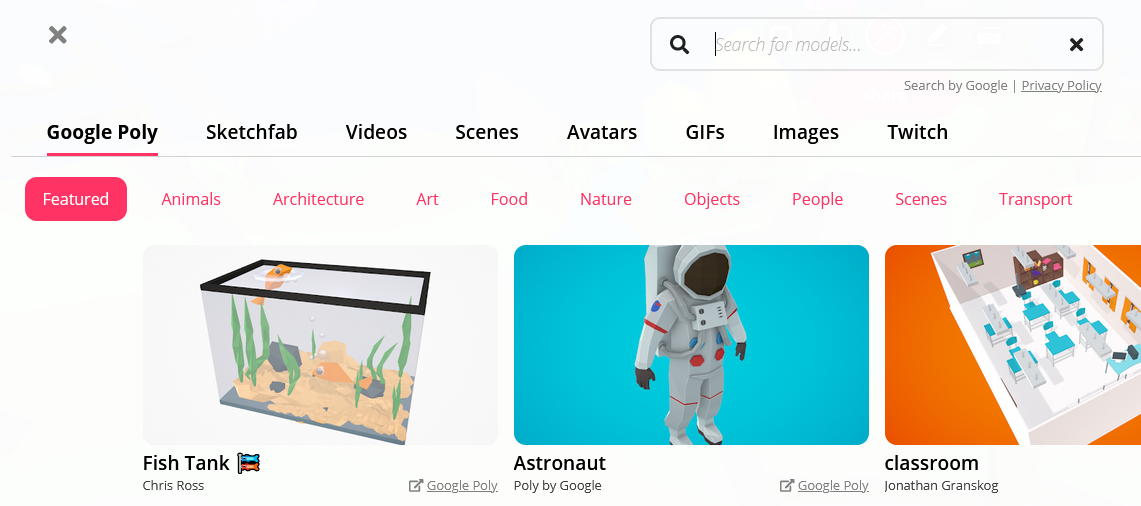 Search for models...
Search by Google | Privacy Policy
Google Poly Sketchfab Videos Scenes Avatars GIFs Images Twitch
Featured Animals Architecture Art Food Nature Objects People Scenes Transport
Fish Tank Astronaut classroom
Chris Ross Google Poly Poly by Google Google Poly Jonathan Granskog